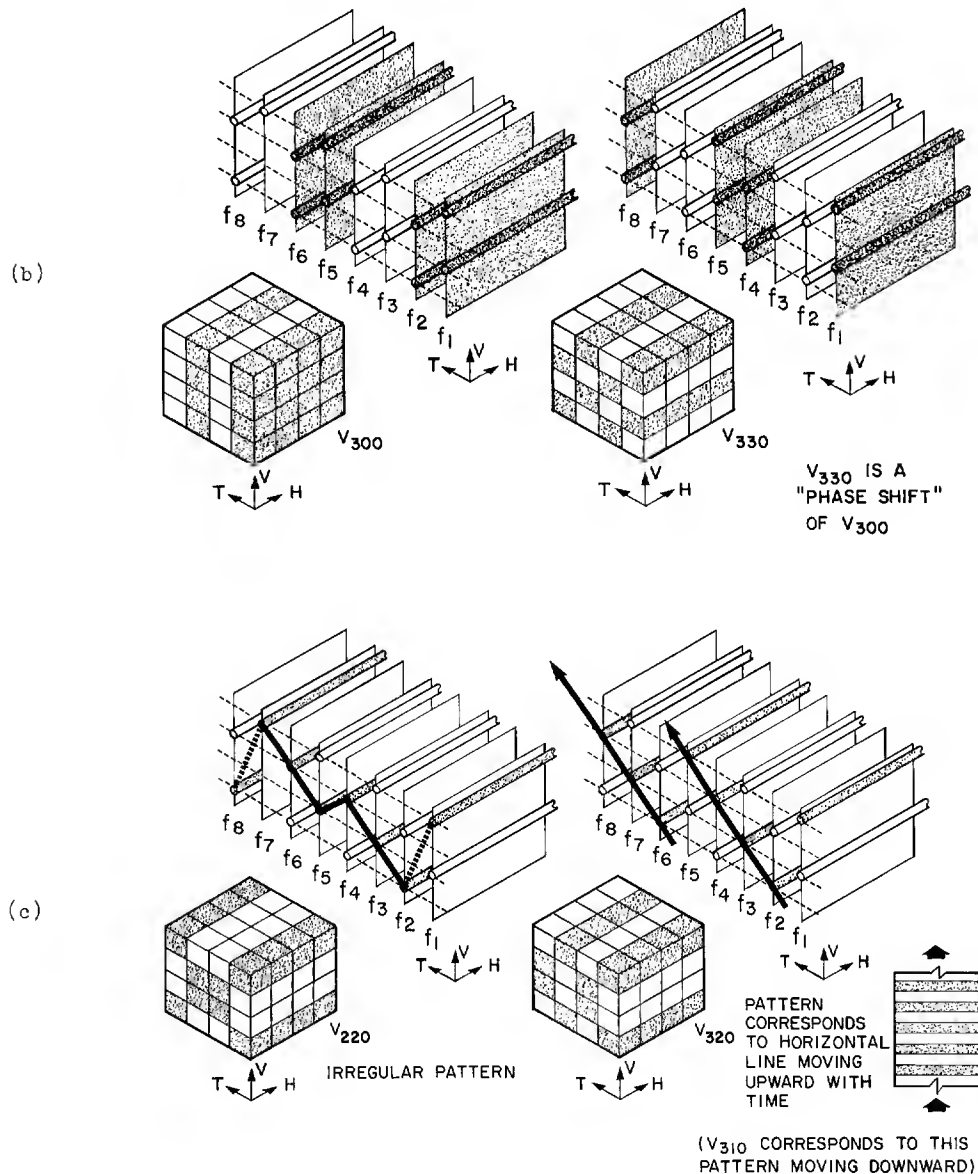 (b)
f8 f7 f6 f5 f4 f3 f2 f1
T V H
V300
T V H
f8 f7 f6 f5 f4 f3 f2 f1
T V H
V330
T V H
V330 IS A
"PHASE SHIFT"
OF V300
(c)
f8 f7 f6 f5 f4 f3 f2 f1
T V H
V220
T V H
IRREGULAR PATTERN
f8 f7 f6 f5 f4 f3 f2 f1
T V H
V320
T V H
PATTERN
CORRESPONDS
TO HORIZONTAL
LINE MOVING
UPWARD WITH
TIME
(V310 CORRESPONDS TO THIS
PATTERN MOVING DOWNWARD)